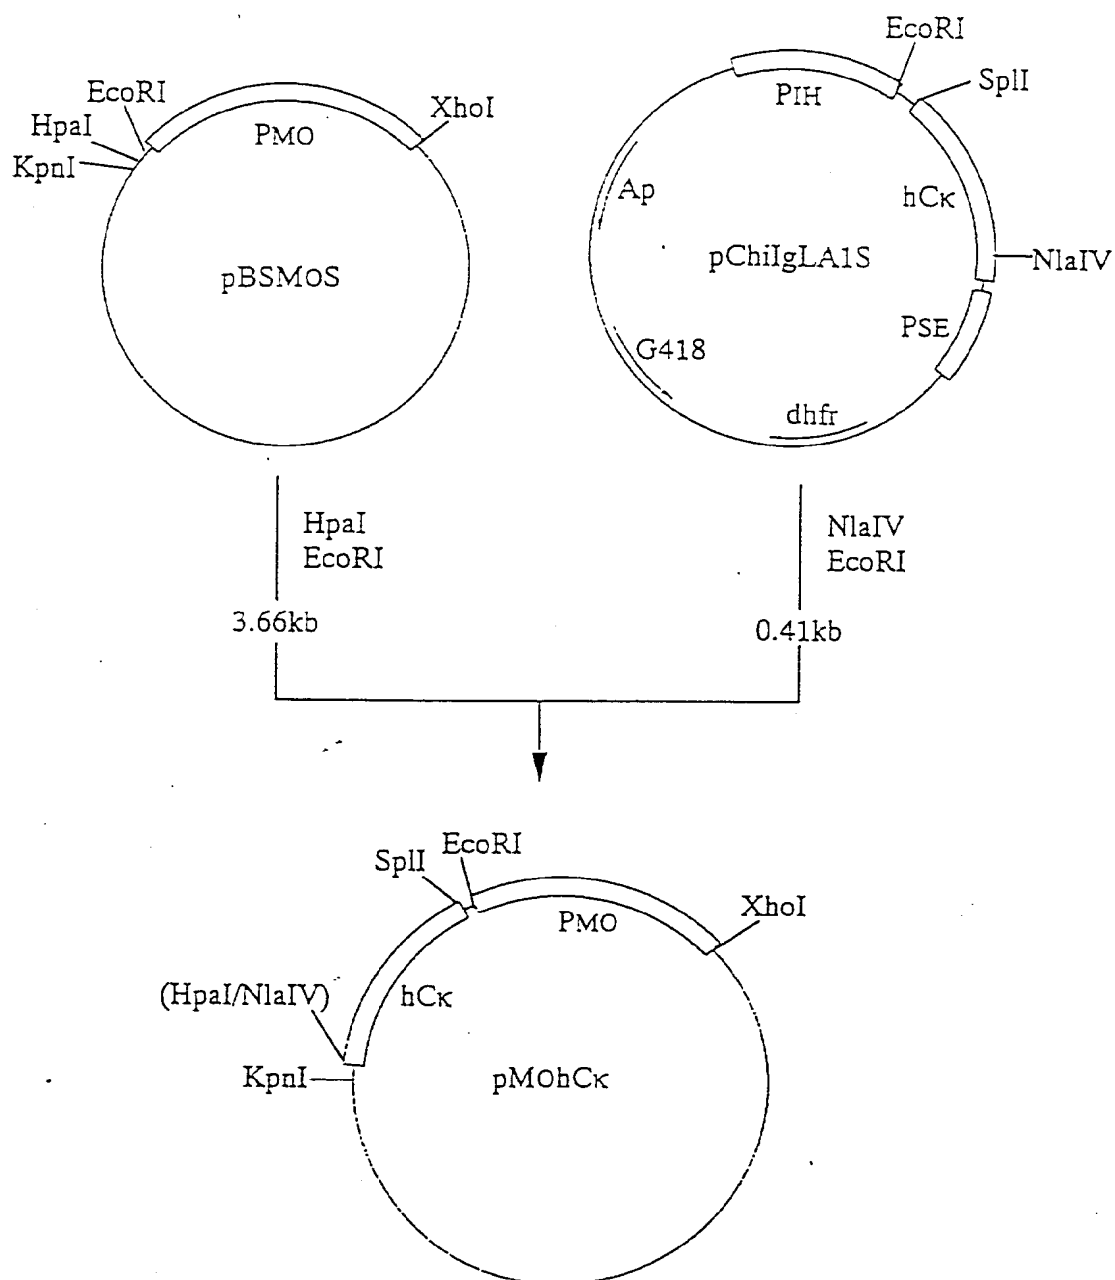 EcoRI
HpaI
KpnI
PMO
XhoI
pBSMOS
EcoRI
SplI
PIH
Ap
hCκ
pChiIgLA1S
NlaIV
PSE
G418
dhfr
HpaI
EcoRI
3.66kb
NlaIV
EcoRI
0.41kb
SplI
EcoRI
PMO
XhoI
(HpaI/NlaIV)
hCκ
KpnI
pMOhCκ